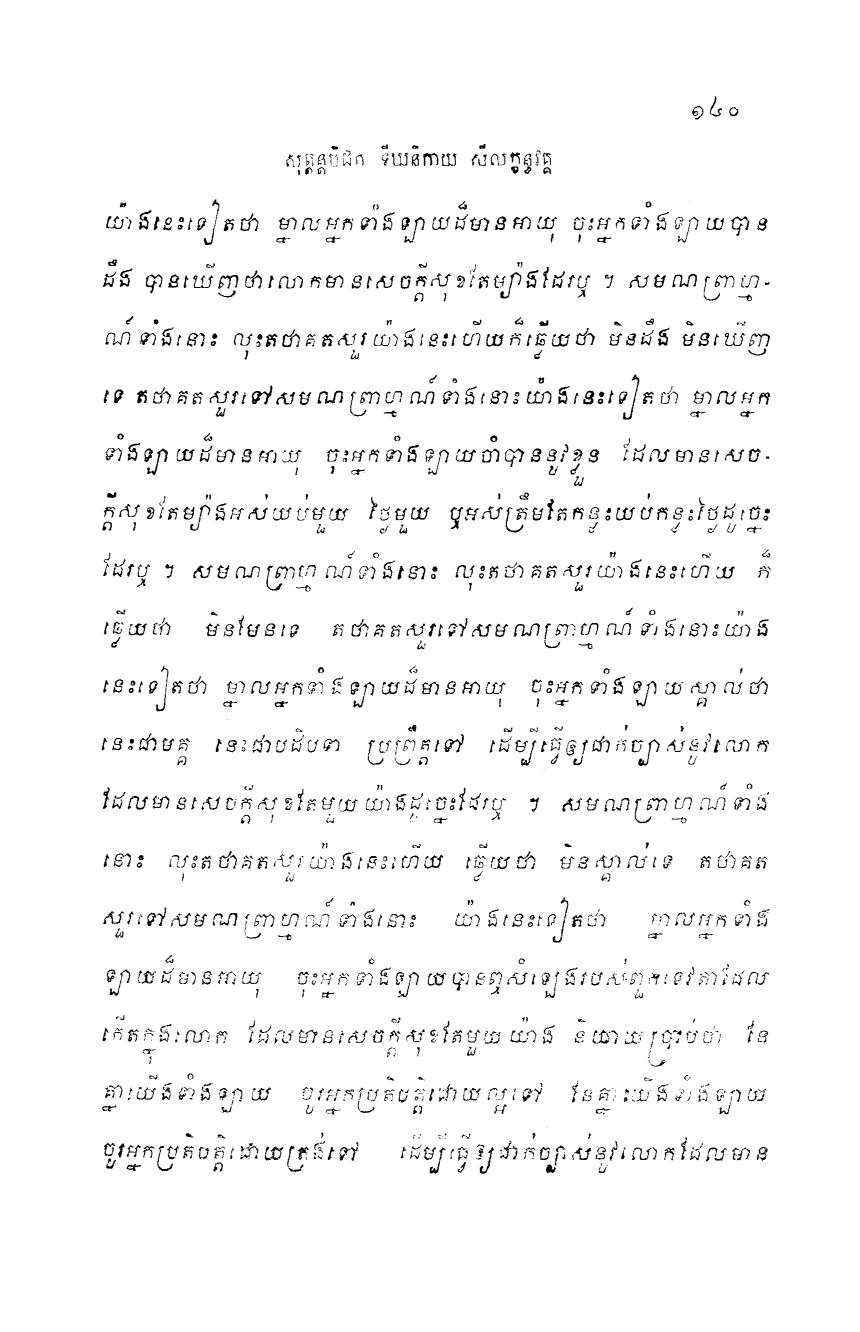 ១៤០
សុត្តន្តបិដក ទីឃនិកាយ សីលក្ខន្ធវគ្គ
យ៉ាងនេះទៀតថា ម្នាលអ្នកទាំងឡាយដ៏មានអាយុ ចុះអ្នកទាំងឡាយបាន
ដឹង បានឃើញថាលោកមានសេចក្តីសុខតែម្យ៉ាងដែរឬ ។ សមណព្រាហ្ម-
ណ៍ទាំងនោះ លុះតថាគតសួរយ៉ាងនេះហើយក៏ឆ្លើយថា មិនដឹង មិនឃើញ
ទេ តថាគតសួរទៅសមណព្រាហ្មណ៍ទាំងនោះយ៉ាងនេះទៀតថា ម្នាលអ្នក
ទាំងឡាយដ៏មានអាយុ ចុះអ្នកទាំងឡាយចាំបាននូវខ្លួន ដែលមានសេច-
ក្តីសុខតែម្យ៉ាងអស់យប់មួយ ថ្ងៃមួយ ឬអស់ត្រឹមតែកន្លះយប់កន្លះថ្ងៃដូច្នេះ
ដែរឬ ។ សមណព្រាហ្មណ៍ទាំងនោះ លុះតថាគតសួរយ៉ាងនេះហើយ ក៏
ឆ្លើយថា មិនមែនទេ តថាគតសួរទៅសមណព្រាហ្មណ៍ទាំងនោះយ៉ាង
នេះទៀតថា ម្នាលអ្នកទាំងឡាយដ៏មានអាយុ ចុះអ្នកទាំងឡាយស្គាល់ថា
នេះជាមគ្គ នេះជាបដិបទា ប្រព្រឹត្តទៅ ដើម្បីធ្វើឲ្យជាក់ច្បាស់នូវលោក
ដែលមានសេចក្តីសុខតែមួយយ៉ាងដូច្នេះដែរឬ ។ សមណព្រាហ្មណ៍ទាំង
នោះ លុះតថាគតសួរយ៉ាងនេះហើយ ឆ្លើយថា មិនស្គាល់ទេ តថាគត
សួរទៅសមណព្រាហ្មណ៍ទាំងនោះ យ៉ាងនេះទៀតថា ម្នាលអ្នកទាំង
ឡាយដ៏មានអាយុ ចុះអ្នកទាំងឡាយបានឮសំឡេងរបស់ពួកទេវតាដែល
កើតក្នុងលោក ដែលមានសេចក្តីសុខតែមួយយ៉ាង និយាយប្រាប់ថា នែ
គ្នាយើងទាំងឡាយ ចូរអ្នកប្រតិបត្តិដោយល្អទៅ នែគ្នាយើងទាំងឡាយ
ចូរអ្នកប្រតិបត្តិដោយត្រង់ទៅ ដើម្បីធ្វើឱ្យជាក់ច្បាស់នូវលោកដែលមាន